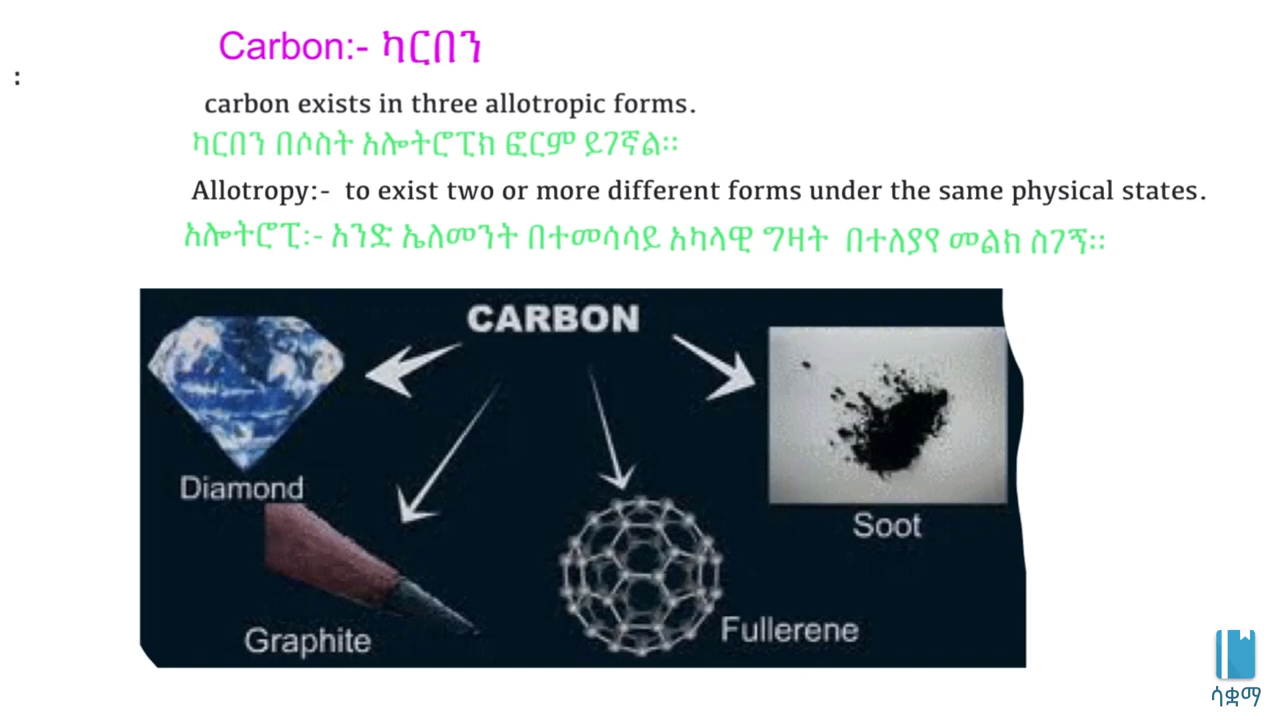 Carbon:- ካርቦን
:
carbon exists in three allotropic forms.
ካርቦን በሶስት አሎትሮፒክ ፎርም ይገኛል።
Allotropy:- to exist two or more different forms under the same physical states.
አሎትሮፒ:- አንድ ኤለመንት በተመሳሳይ አካላዊ ግዛት በተለያየ መልክ ስገኝ።
CARBON
Diamond
Soot
Graphite
Fullerene
ሳቋማ